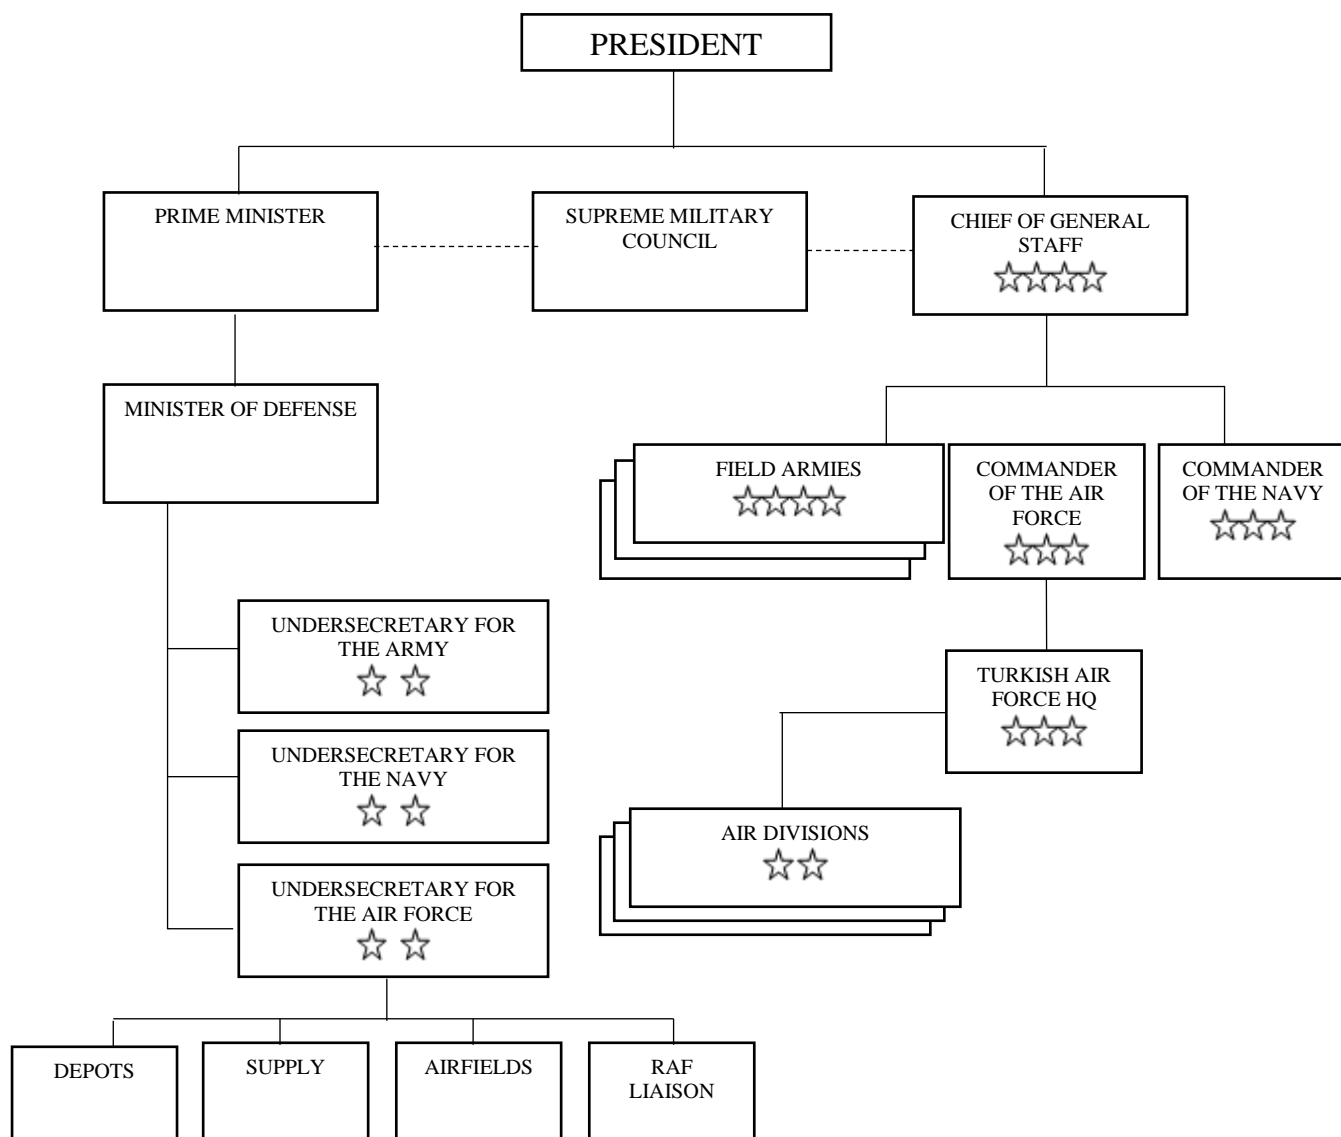 PRESIDENT
PRIME MINISTER
SUPREME MILITARY
COUNCIL
CHIEF OF GENERAL
STAFF
MINISTER OF DEFENSE
FIELD ARMIES
COMMANDER
OF THE AIR
FORCE
COMMANDER
OF THE NAVY
UNDERSECRETARY FOR
THE ARMY
TURKISH AIR
FORCE HQ
UNDERSECRETARY FOR
THE NAVY
AIR DIVISIONS
UNDERSECRETARY FOR
THE AIR FORCE
DEPOTS
SUPPLY
AIRFIELDS
RAF
LIAISON